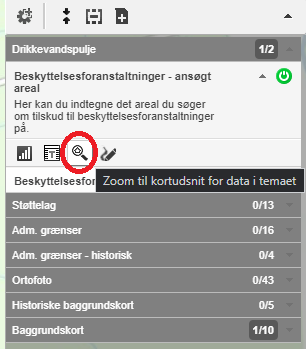 Drikkevandspulje 1/2
Beskyttelsesforanstaltninger - ansøgt
areal
Her kan du indtegne det areal du søger
om tilskud til beskyttelsesforanstaltninger
på.
Zoom til kortudsnit for data i temaet
Støttelag 0/13
Adm. grænser 0/16
Adm. grænser - historisk 0/4
Ortofoto 0/43
Historiske baggrundskort 0/5
Baggrundskort 1/10